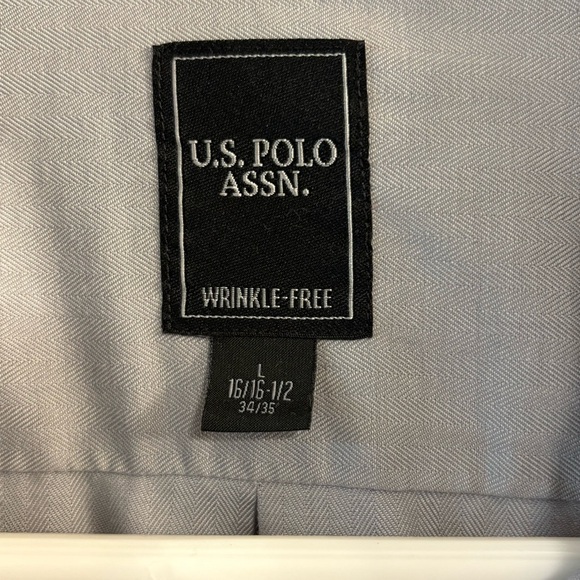 U.S. POLO
ASSN.
WRINKLE-FREE
L
16/16-1/2
34/35